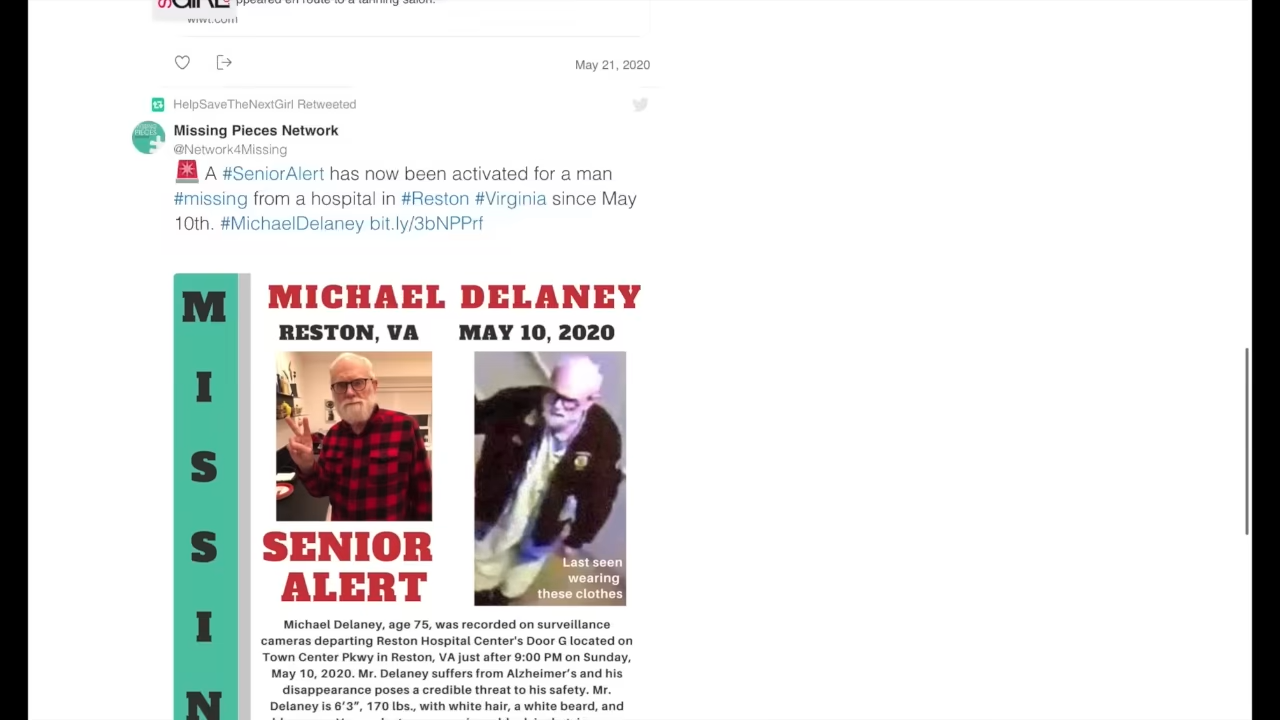 ppeared en route to a tanning salon.
wlwt.com
May 21, 2020
HelpSaveTheNextGirl Retweeted
Missing Pieces Network
@Network4Missing
A #SeniorAlert has now been activated for a man
#missing from a hospital in #Reston #Virginia since May
10th. #MichaelDelaney bit.ly/3bNPPrf
MICHAEL DELANEY
RESTON, VA MAY 10, 2020
M
I
S
S
I
N
SENIOR
ALERT
Last seen
wearing
these clothes
Michael Delaney, age 75, was recorded on surveillance
cameras departing Reston Hospital Center's Door G located on
Town Center Pkwy in Reston, VA just after 9:00 PM on Sunday,
May 10, 2020. Mr. Delaney suffers from Alzheimer's and his
disappearance poses a credible threat to his safety. Mr.
Delaney is 6'3", 170 lbs., with white hair, a white beard, and